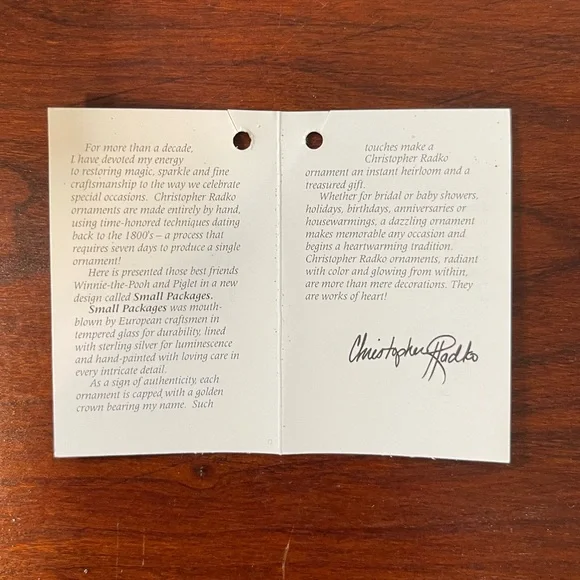 For more than a decade,
I have devoted my energy
to restoring magic, sparkle and fine
craftsmanship to the way we celebrate
special occasions. Christopher Radko
ornaments are made entirely by hand,
using time-honored techniques dating
back to the 1800's – a process that
requires seven days to produce a single
ornament!
Here is presented those best friends
Winnie-the-Pooh and Piglet in a new
design called Small Packages.
Small Packages was mouth-
blown by European craftsmen in
tempered glass for durability, lined
with sterling silver for luminescence
and hand-painted with loving care in
every intricate detail.
As a sign of authenticity, each
ornament is capped with a golden
crown bearing my name. Such
touches make a
Christopher Radko
ornament an instant heirloom and a
treasured gift.
Whether for bridal or baby showers,
holidays, birthdays, anniversaries or
housewarmings, a dazzling ornament
makes memorable any occasion and
begins a heartwarming tradition.
Christopher Radko ornaments, radiant
with color and glowing from within,
are more than mere decorations. They
are works of heart!
Christopher Radko